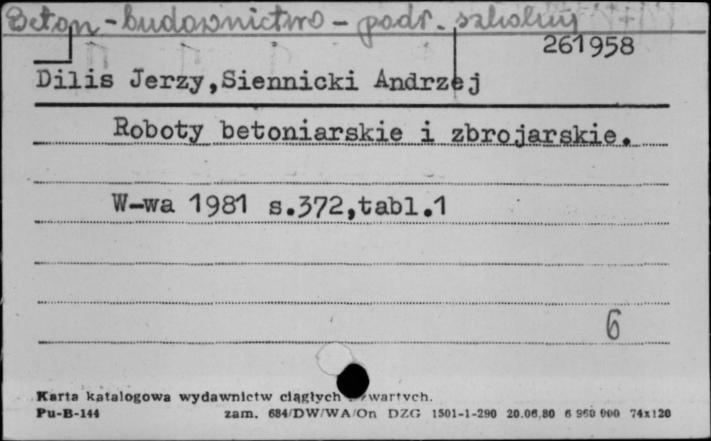 Beton - budownictwo - podr. szkolny
261958
Dilis Jerzy,Siennicki Andrzej
Roboty betoniarskie i zbrojarskie.
W-wa 1981 s.372,tabl.1
6
Karta katalogowa wydawnictw ciągłych wartych.
Pu-B-144 zam. 684/DW/WA/On DZG 1501-1-290 20.06.80 6 960 000 74x120